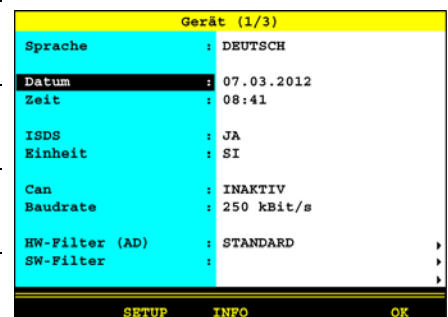 Gerät (1/3)
Sprache : DEUTSCH
Datum : 07.03.2012
Zeit : 08:41
ISDS : JA
Einheit : SI
Can : INAKTIV
Baudrate : 250 kBit/s
HW-Filter (AD) : STANDARD
SW-Filter :
SETUP INFO OK